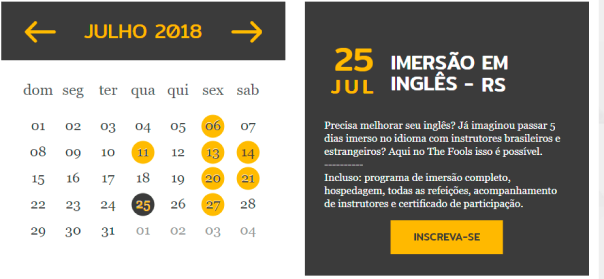 JULHO 2018
dom seg ter qua qui sex sab
01 02 03 04 05 06 07
08 09 10 11 12 13 14
15 16 17 18 19 20 21
22 23 24 25 26 27 28
29 30 31 01 02 03 04
25
JUL
IMERSÃO EM
INGLÊS - RS
Precisa melhorar seu inglês? Já imaginou passar 5
dias imerso no idioma com instrutores brasileiros e
estrangeiros? Aqui no The Fools isso é possível.
----------
Incluso: programa de imersão completo,
hospedagem, todas as refeições, acompanhamento
de instrutores e certificado de participação.
INSCREVA-SE